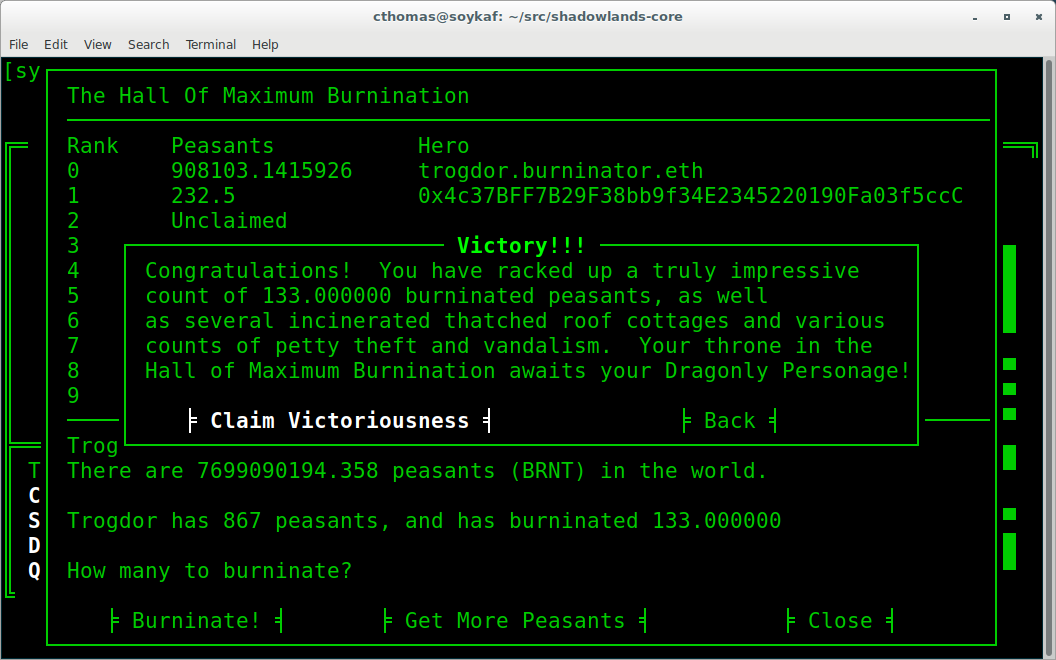 cthomas@soykaf: ~/src/shadowlands-core
File Edit View Search Terminal Help
[sy
The Hall Of Maximum Burnination
Rank Peasants Hero
0 908103.1415926 trogdor.burninator.eth
1 232.5 0x4c37BFF7B29F38bb9f34E2345220190Fa03f5ccC
2 Unclaimed
3
Victory!!!
4
Congratulations! You have racked up a truly impressive
5
count of 133.000000 burninated peasants, as well
6
as several incinerated thatched roof cottages and various
7
counts of petty theft and vandalism. Your throne in the
8
Hall of Maximum Burnination awaits your Dragonly Personage!
9
Claim Victoriousness Back
Trog
T
There are 7699090194.358 peasants (BRNT) in the world.
C
S
Trogdor has 867 peasants, and has burninated 133.000000
D
Q
How many to burninate?
Burninate! Get More Peasants Close